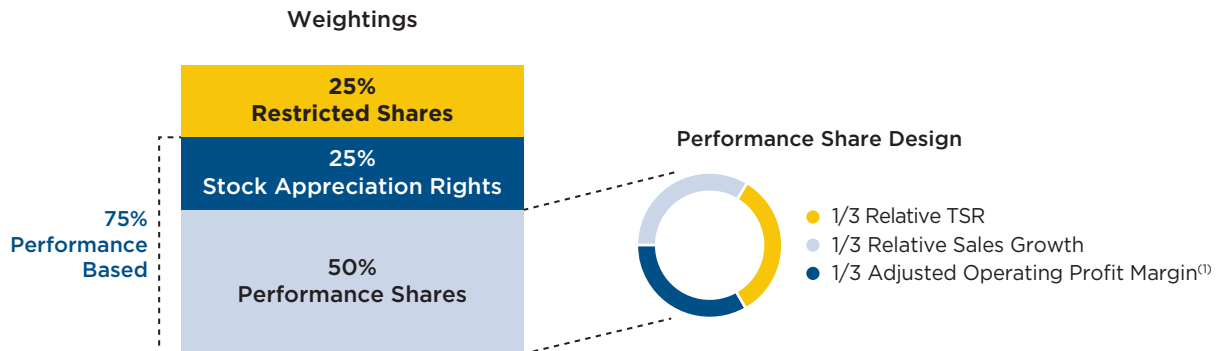 Weightings
25%
Restricted Shares
25%
Stock Appreciation Rights
75%
Performance
Based
50%
Performance Shares
Performance Share Design
1/3 Relative TSR
1/3 Relative Sales Growth
1/3 Adjusted Operating Profit Margin(1)